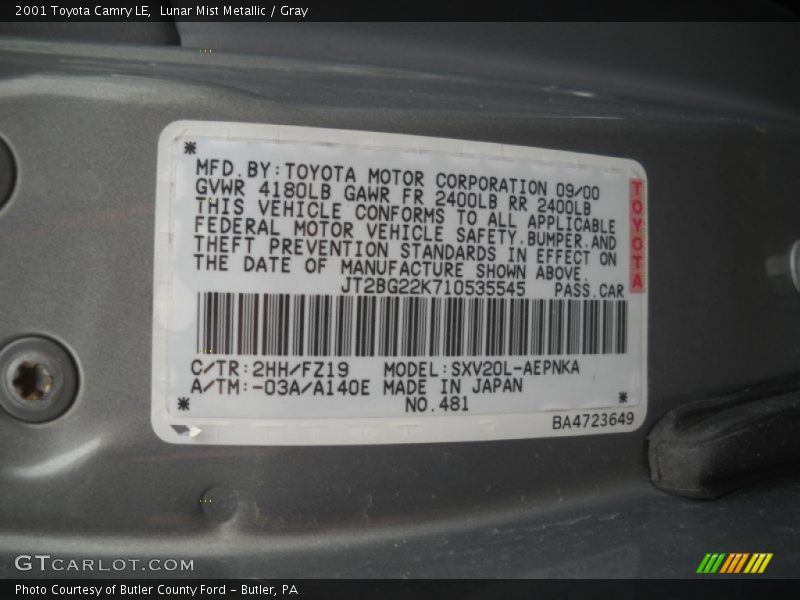 2001 Toyota Camry LE,  Lunar Mist Metallic / Gray
MFD.BY:TOYOTA MOTOR CORPORATION 09/00
GVWR 4180LB GAWR FR 2400LB RR 2400LB
THIS VEHICLE CONFORMS TO ALL APPLICABLE
FEDERAL MOTOR VEHICLE SAFETY,BUMPER,AND
THEFT PREVENTION STANDARDS IN EFFECT ON
THE DATE OF MANUFACTURE SHOWN ABOVE.
JT2BG22K710535545 PASS.CAR
TOYOTA
C/TR:2HH/FZ19 MODEL:SXV20L-AEPNKA
A/TM:-03A/A140E MADE IN JAPAN
NO.481
BA4723649
GTCARLOT.COM
Photo Courtesy of Butler County Ford - Butler, PA